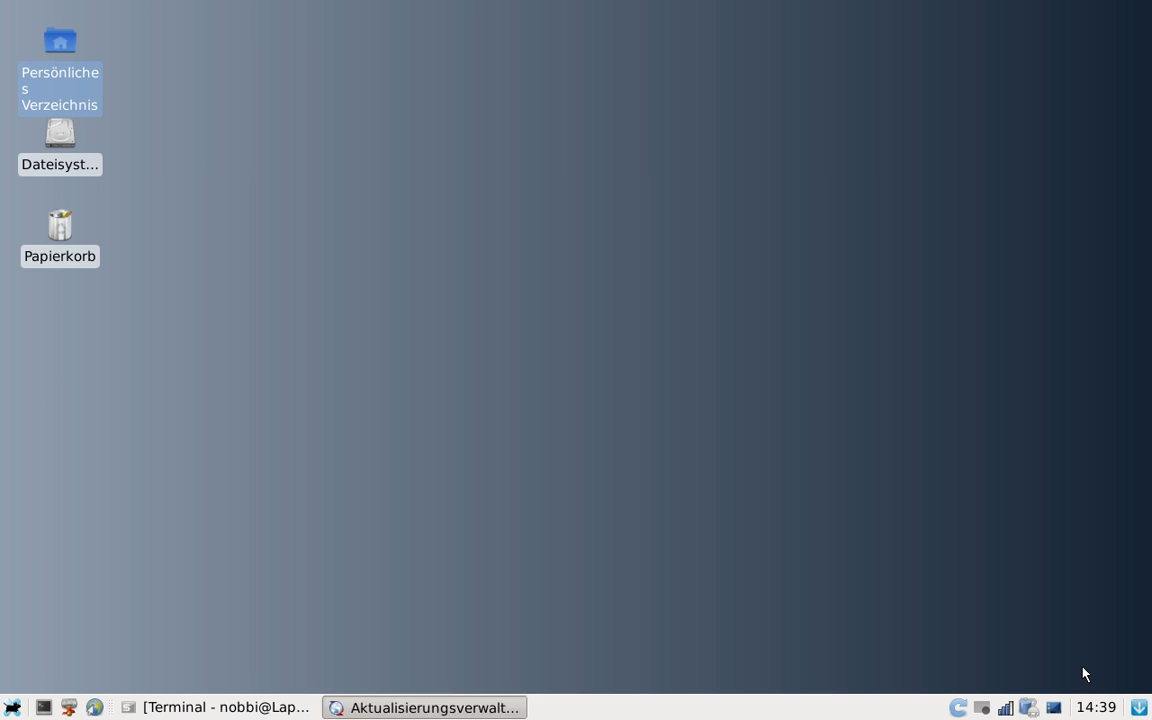 Persönliche
s
Verzeichnis
Dateisyst...
Papierkorb
[Terminal - nobbi@Lap...
Aktualisierungsverwalt...
14:39